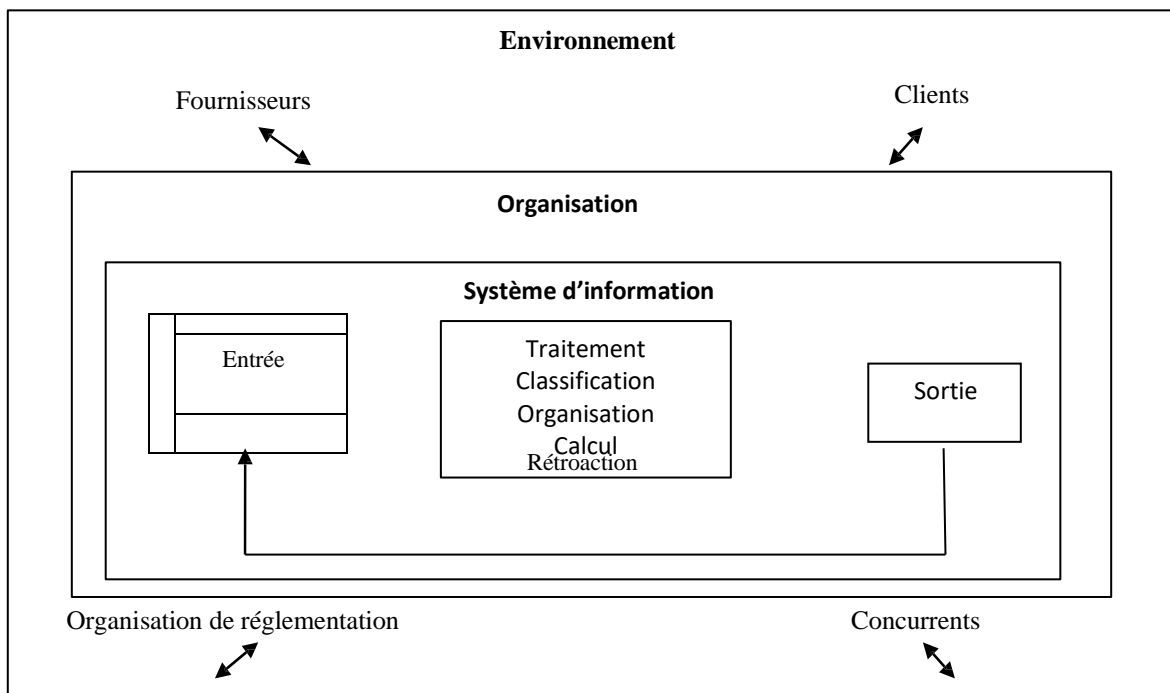 Environnement
Fournisseurs
Clients
Organisation
Système d’information
Entrée
Traitement
Classification
Organisation
Calcul
Rétroaction
Sortie
Organisation de réglementation
Concurrents